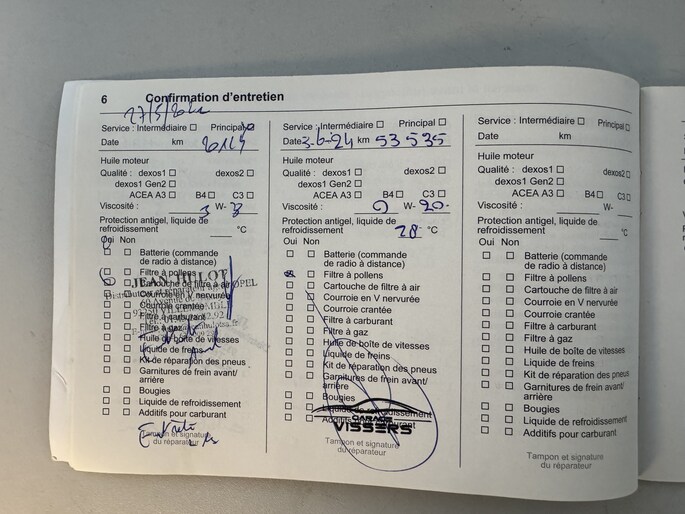 6 Confirmation d'entretien
Service : Intermédiaire Principal
Date km
Huile moteur
Qualité : dexos1 dexos2
dexos1 Gen2
ACEA A3 B4 C3
Viscosité : W-
Protection antigel, liquide de
refroidissement °C
Oui Non
Batterie (commande
de radio à distance)
Filtre à pollens
JEAN HULOT
Cartouche de filtre à air OPEL
Courroie en V nervurée
Courroie crantée
Filtre à carburant
Filtre à gaz
Huile de boîte de vitesses
Liquide de freins
Kit de réparation des pneus
Garnitures de frein avant/
arrière
Bougies
Liquide de refroidissement
Additifs pour carburant
Tampon et signature
du réparateur
Service : Intermédiaire Principal
Date 3-6-24 km 53535
Huile moteur
Qualité : dexos1 dexos2
dexos1 Gen2
ACEA A3 B4 C3
Viscosité : 0 W- 20-
Protection antigel, liquide de
refroidissement 28 °C
Oui Non
Batterie (commande
de radio à distance)
Filtre à pollens
Cartouche de filtre à air
Courroie en V nervurée
Courroie crantée
Filtre à carburant
Filtre à gaz
Huile de boîte de vitesses
Liquide de freins
Kit de réparation des pneus
Garnitures de frein avant/
arrière
Bougies
Liquide de refroidissement
GARAGE
VISSERS
Tampon et signature
du réparateur
Service : Intermédiaire Principal
Date km
Huile moteur
Qualité : dexos1 dexos2
dexos1 Gen2
ACEA A3 B4 C3
Viscosité : W-
Protection antigel, liquide de
refroidissement °C
Oui Non
Batterie (commande
de radio à distance)
Filtre à pollens
Cartouche de filtre à air
Courroie en V nervurée
Courroie crantée
Filtre à carburant
Filtre à gaz
Huile de boîte de vitesses
Liquide de freins
Kit de réparation des pneus
Garnitures de frein avant/
arrière
Bougies
Liquide de refroidissement
Additifs pour carburant
Tampon et signature
du réparateur